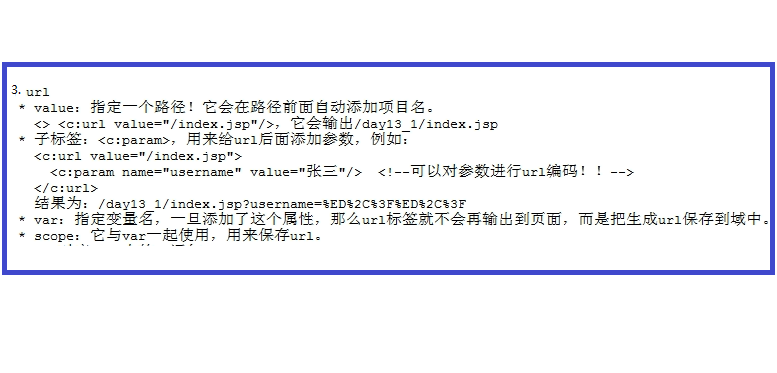 3. url
* value：指定一个路径！它会在路径前面自动添加项目名。
<> <c:url value="/index.jsp"/>，它会输出/day13_1/index.jsp
* 子标签：<c:param>，用来给url后面添加参数，例如：
<c:url value="/index.jsp">
<c:param name="username" value="张三"/> <!--可以对参数进行url编码！！-->
</c:url>
结果为：/day13_1/index.jsp?username=%ED%2C%3F%ED%2C%3F
* var：指定变量名，一旦添加了这个属性，那么url标签就不会再输出到页面，而是把生成url保存到域中。
* scope：它与var一起使用，用来保存url。